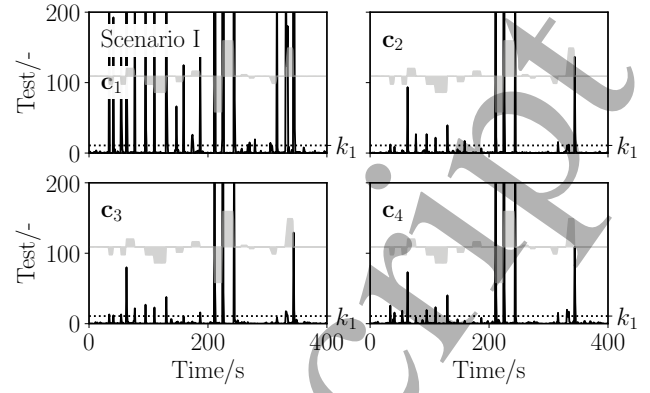 200
Scenario I
c₁
c₂
Test/-
100
0
k₁
k₁
200
c₃
c₄
Test/-
100
0
k₁
k₁
0
200
400
0
200
400
Time/s
Time/s
cript